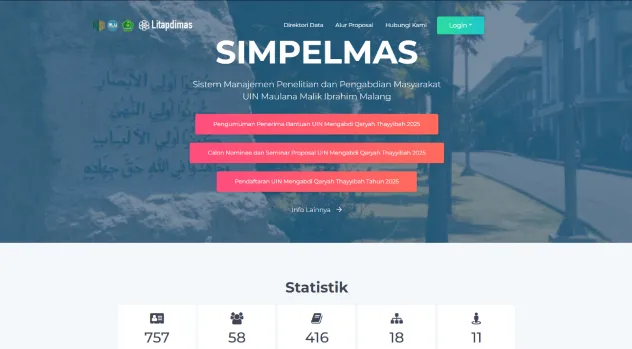 Litapdimas
Direktori Data
Alur Proposal
Hubungi Kami
Login
SIMPELMAS
Sistem Manajemen Penelitian dan Pengabdian Masyarakat
UIN Maulana Malik Ibrahim Malang
Pengumuman Penerima Bantuan UIN Mengabdi Qaryah Thayyibah 2025
Calon Nominee dan Seminar Proposal UIN Mengabdi Qaryah Thayyibah 2025
Pendaftaran UIN Mengabdi Qaryah Thayyibah Tahun 2025
Info Lainnya →
Statistik
757
58
416
18
11